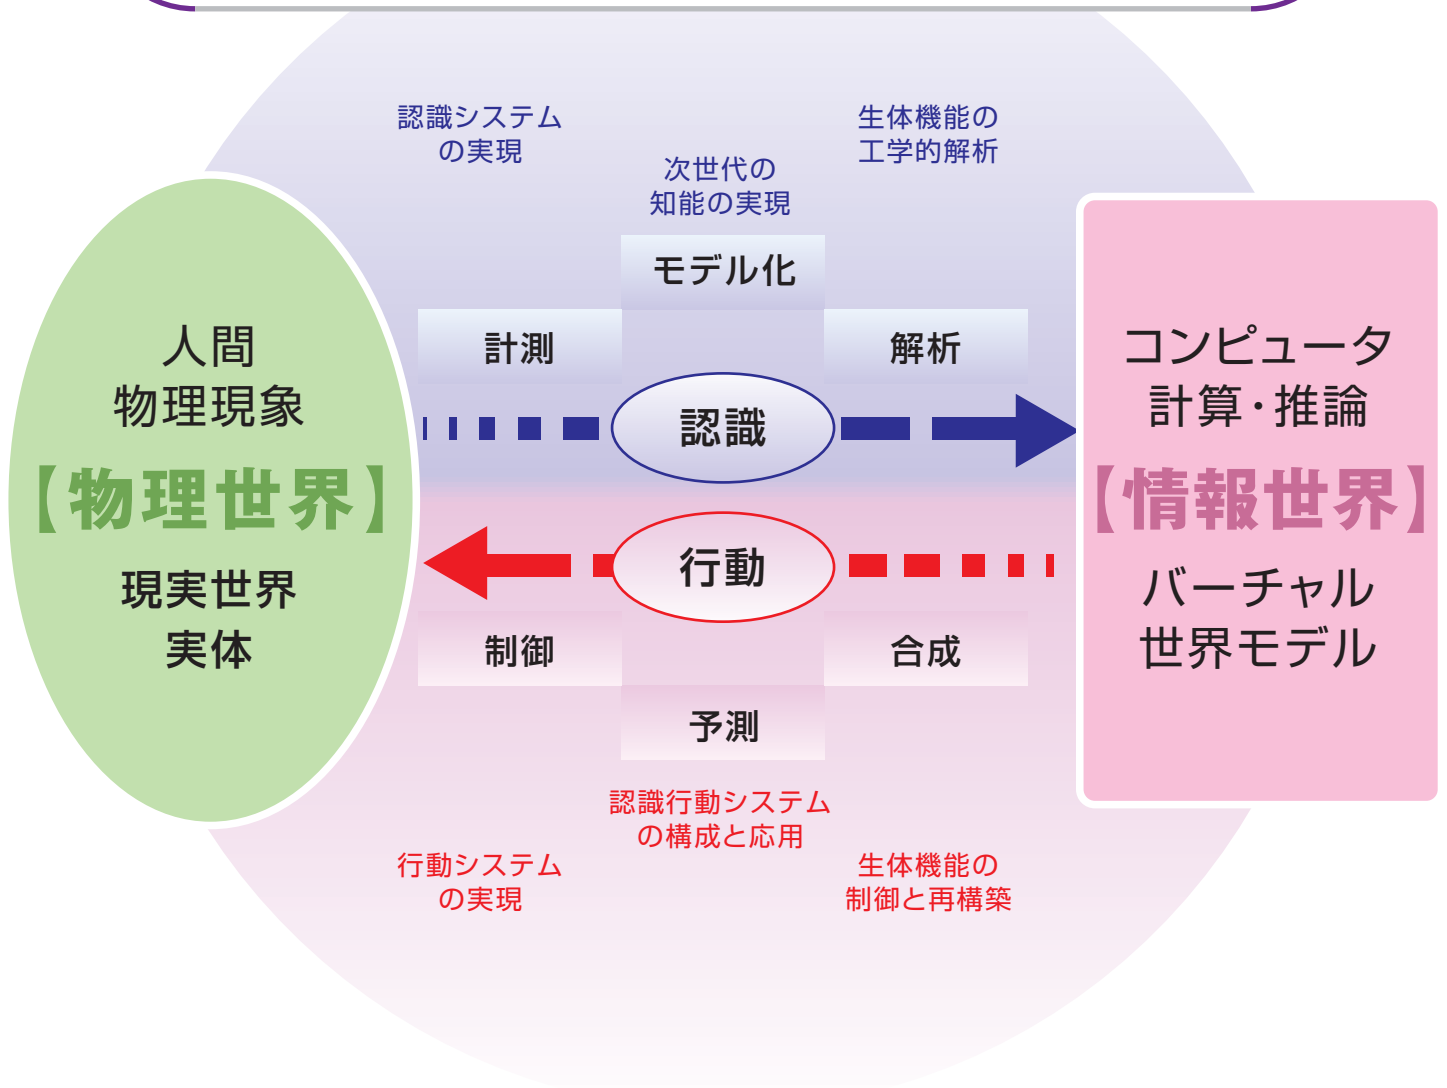 認識システム
の実現
次世代の
知能の実現
生体機能の
工学的解析
モデル化
計測
解析
認識
人間
物理現象
【物理世界】
現実世界
実体
コンピュータ
計算・推論
【情報世界】
バーチャル
世界モデル
行動
制御
合成
予測
認識行動システム
の構成と応用
行動システム
の実現
生体機能の
制御と再構築